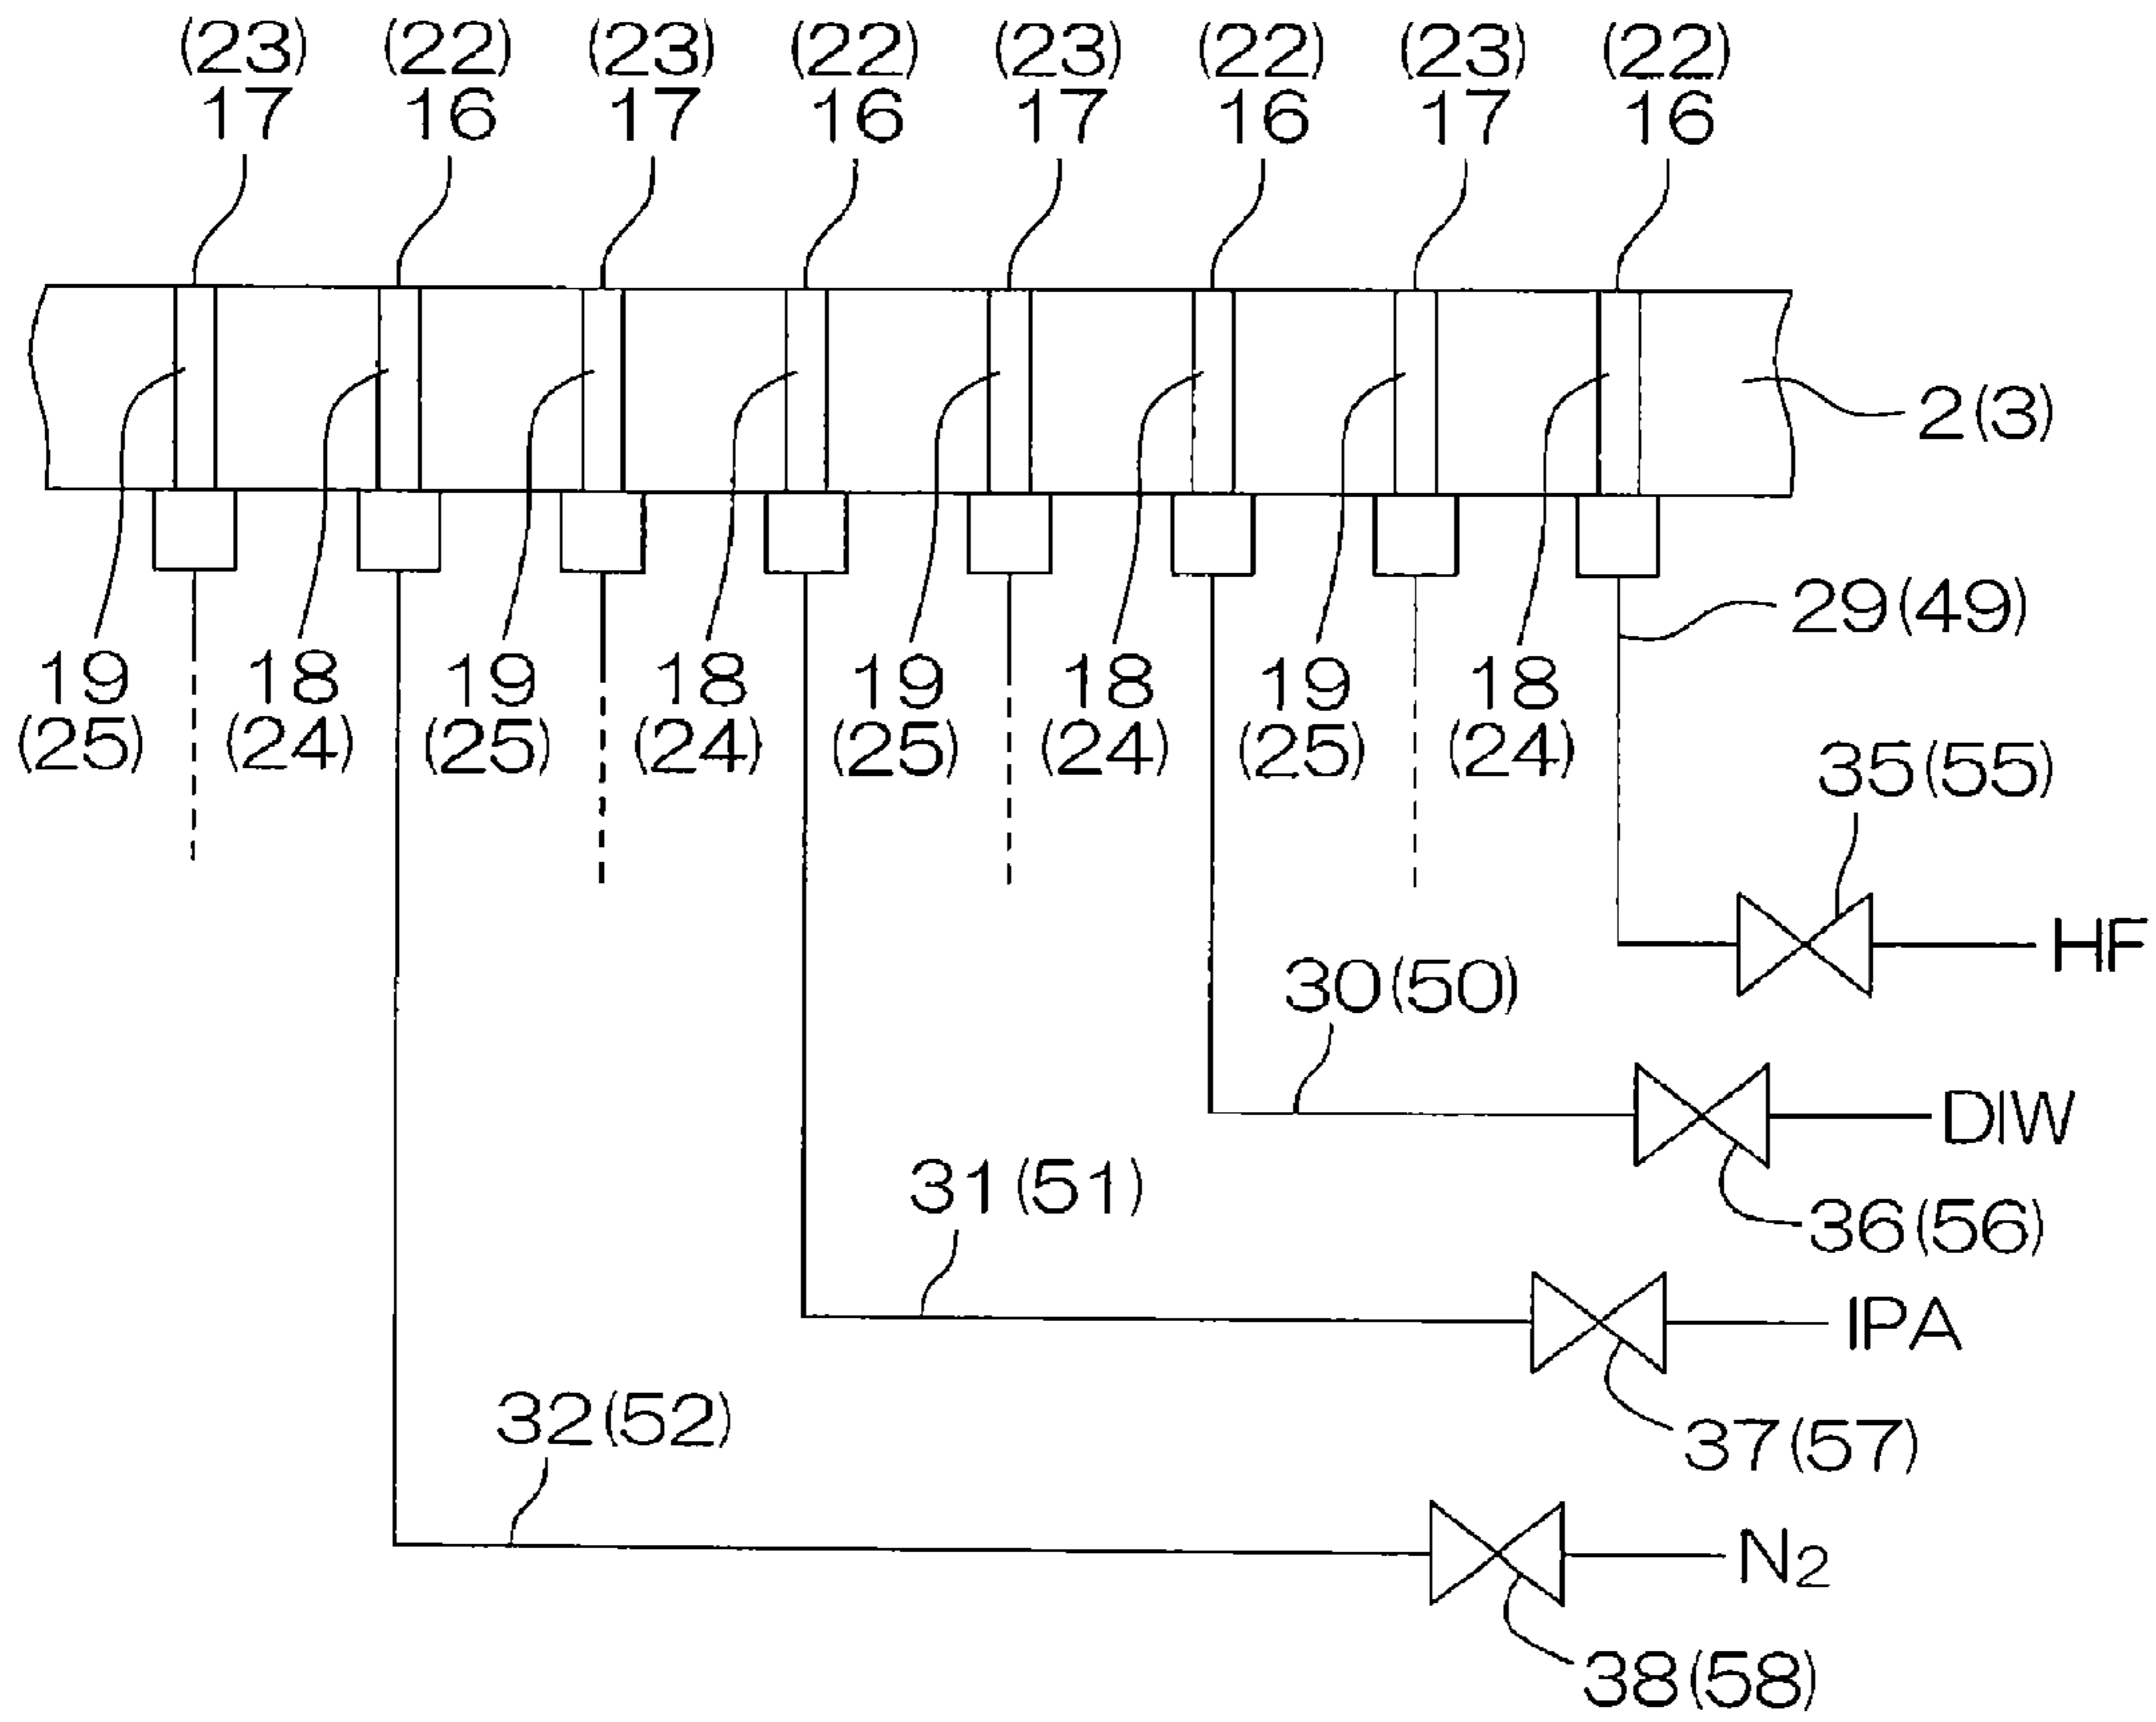 (23) (22) (23) (22) (23) (22) (23) (22)
17 16 17 16 17 16 17 16
2(3)
29(49)
19 18 19 18 19 18 19 18
(25) (24) (25) (24) (25) (24) (25) (24)
35(55)
HF
30(50)
DIW
31(51)
36(56)
IPA
32(52)
37(57)
N2
38(58)